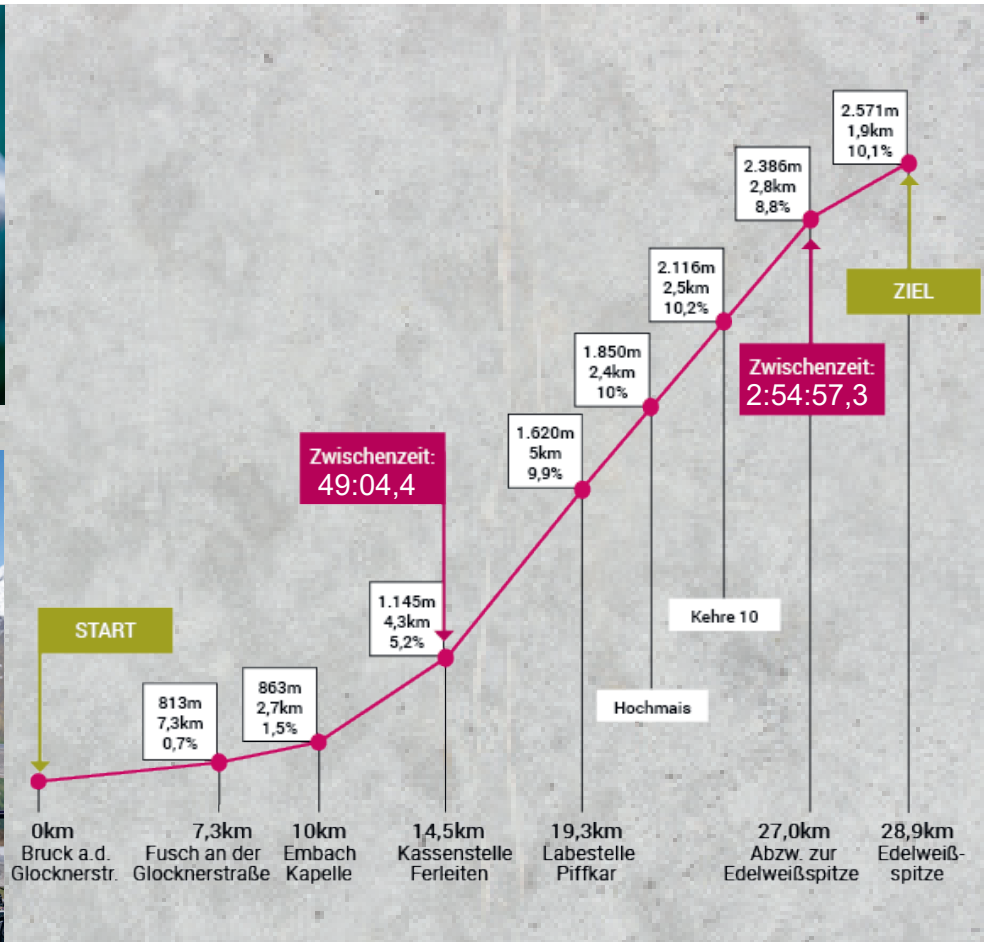 START
813m
7,3km
0,7%
863m
2,7km
1,5%
Zwischenzeit:
49:04,4
1.145m
4,3km
5,2%
1.620m
5km
9,9%
1.850m
2,4km
10%
2.116m
2,5km
10,2%
2.386m
2,8km
8,8%
2.571m
1,9km
10,1%
ZIEL
Zwischenzeit:
2:54:57,3
Kehre 10
Hochmais
0km
Bruck a.d.
Glocknerstr.
7,3km
Fusch an der
Glocknerstraße
10km
Embach
Kapelle
14,5km
Kassenstelle
Ferleiten
19,3km
Labestelle
Piffkar
27,0km
Abzw. zur
Edelweißspitze
28,9km
Edelweiß-
spitze